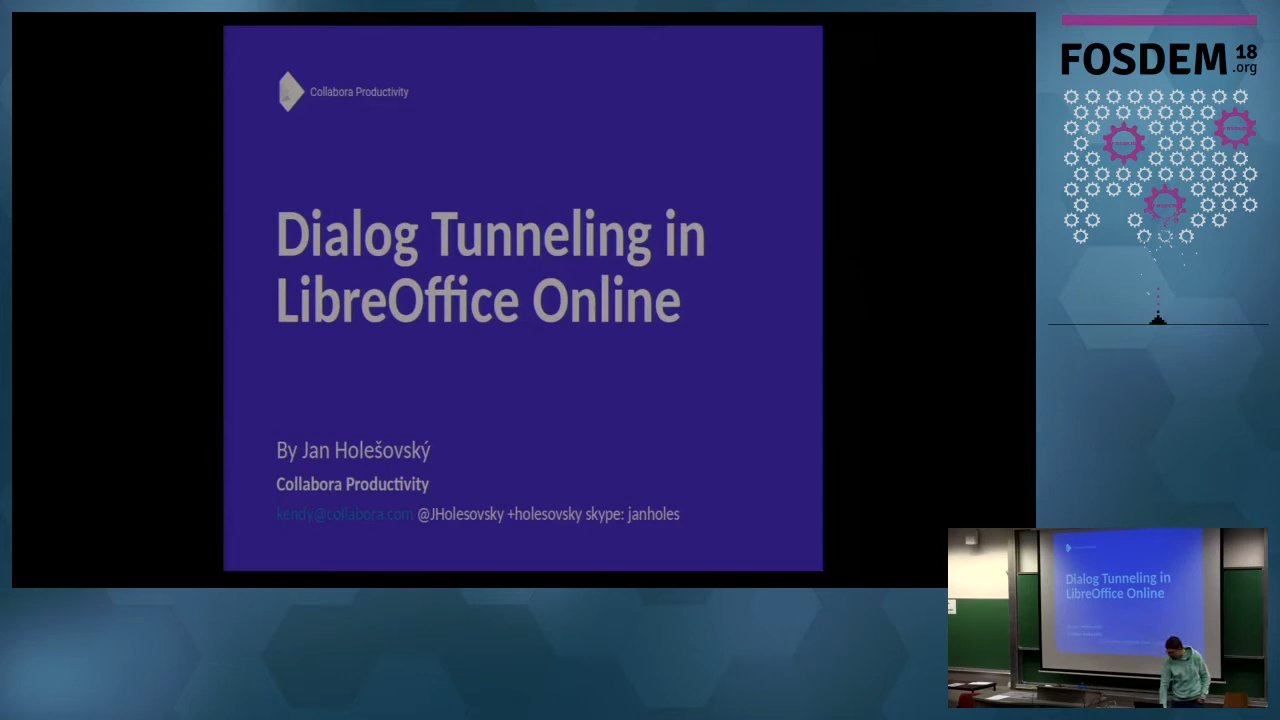 Collabora Productivity
Dialog Tunneling in
LibreOffice Online
By Jan Holešovský
Collabora Productivity
kendy@collabora.com @JHolesovsky +holesovsky skype: janholes
FOSDEM 18
.org
Dialog Tunneling in
LibreOffice Online